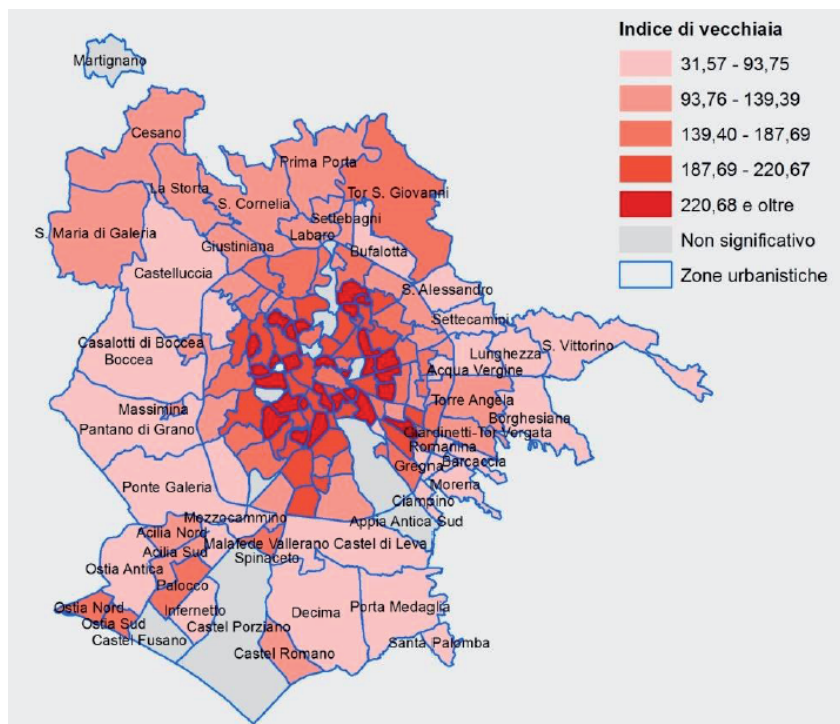 Indice di vecchiaia
31,57 - 93,75
93,76 - 139,39
139,40 - 187,69
187,69 - 220,67
220,68 e oltre
Non significativo
Zone urbanistiche
Martignano
Cesano
Prima Porta
La Storta
Tor S. Giovanni
S. Cornelia
Settebagni
S. Maria di Galeria
Labaro
Giustiniana
Bufalotta
Castelluccia
S. Alessandro
Settecamini
Casalotti di Boccea
S. Vittorino
Boccea
Lunghezza
Acqua Vergine
Massimina
Torre Angela
Pantano di Grano
Borghesiana
Giardinetti-Tor Vergata
Romanina
Barcaccia
Gregna
Ponte Galeria
Morena
Ciampino
Mezzocammino
Appia Antica Sud
Acilia Nord
Malafede
Vallerano
Castel di Leva
Acilia Sud
Spinaceto
Ostia Antica
Palocco
Ostia Nord
Infernetto
Decima
Porta Medaglia
Ostia Sud
Castel Porziano
Castel Fusano
Santa Palomba
Castel Romano